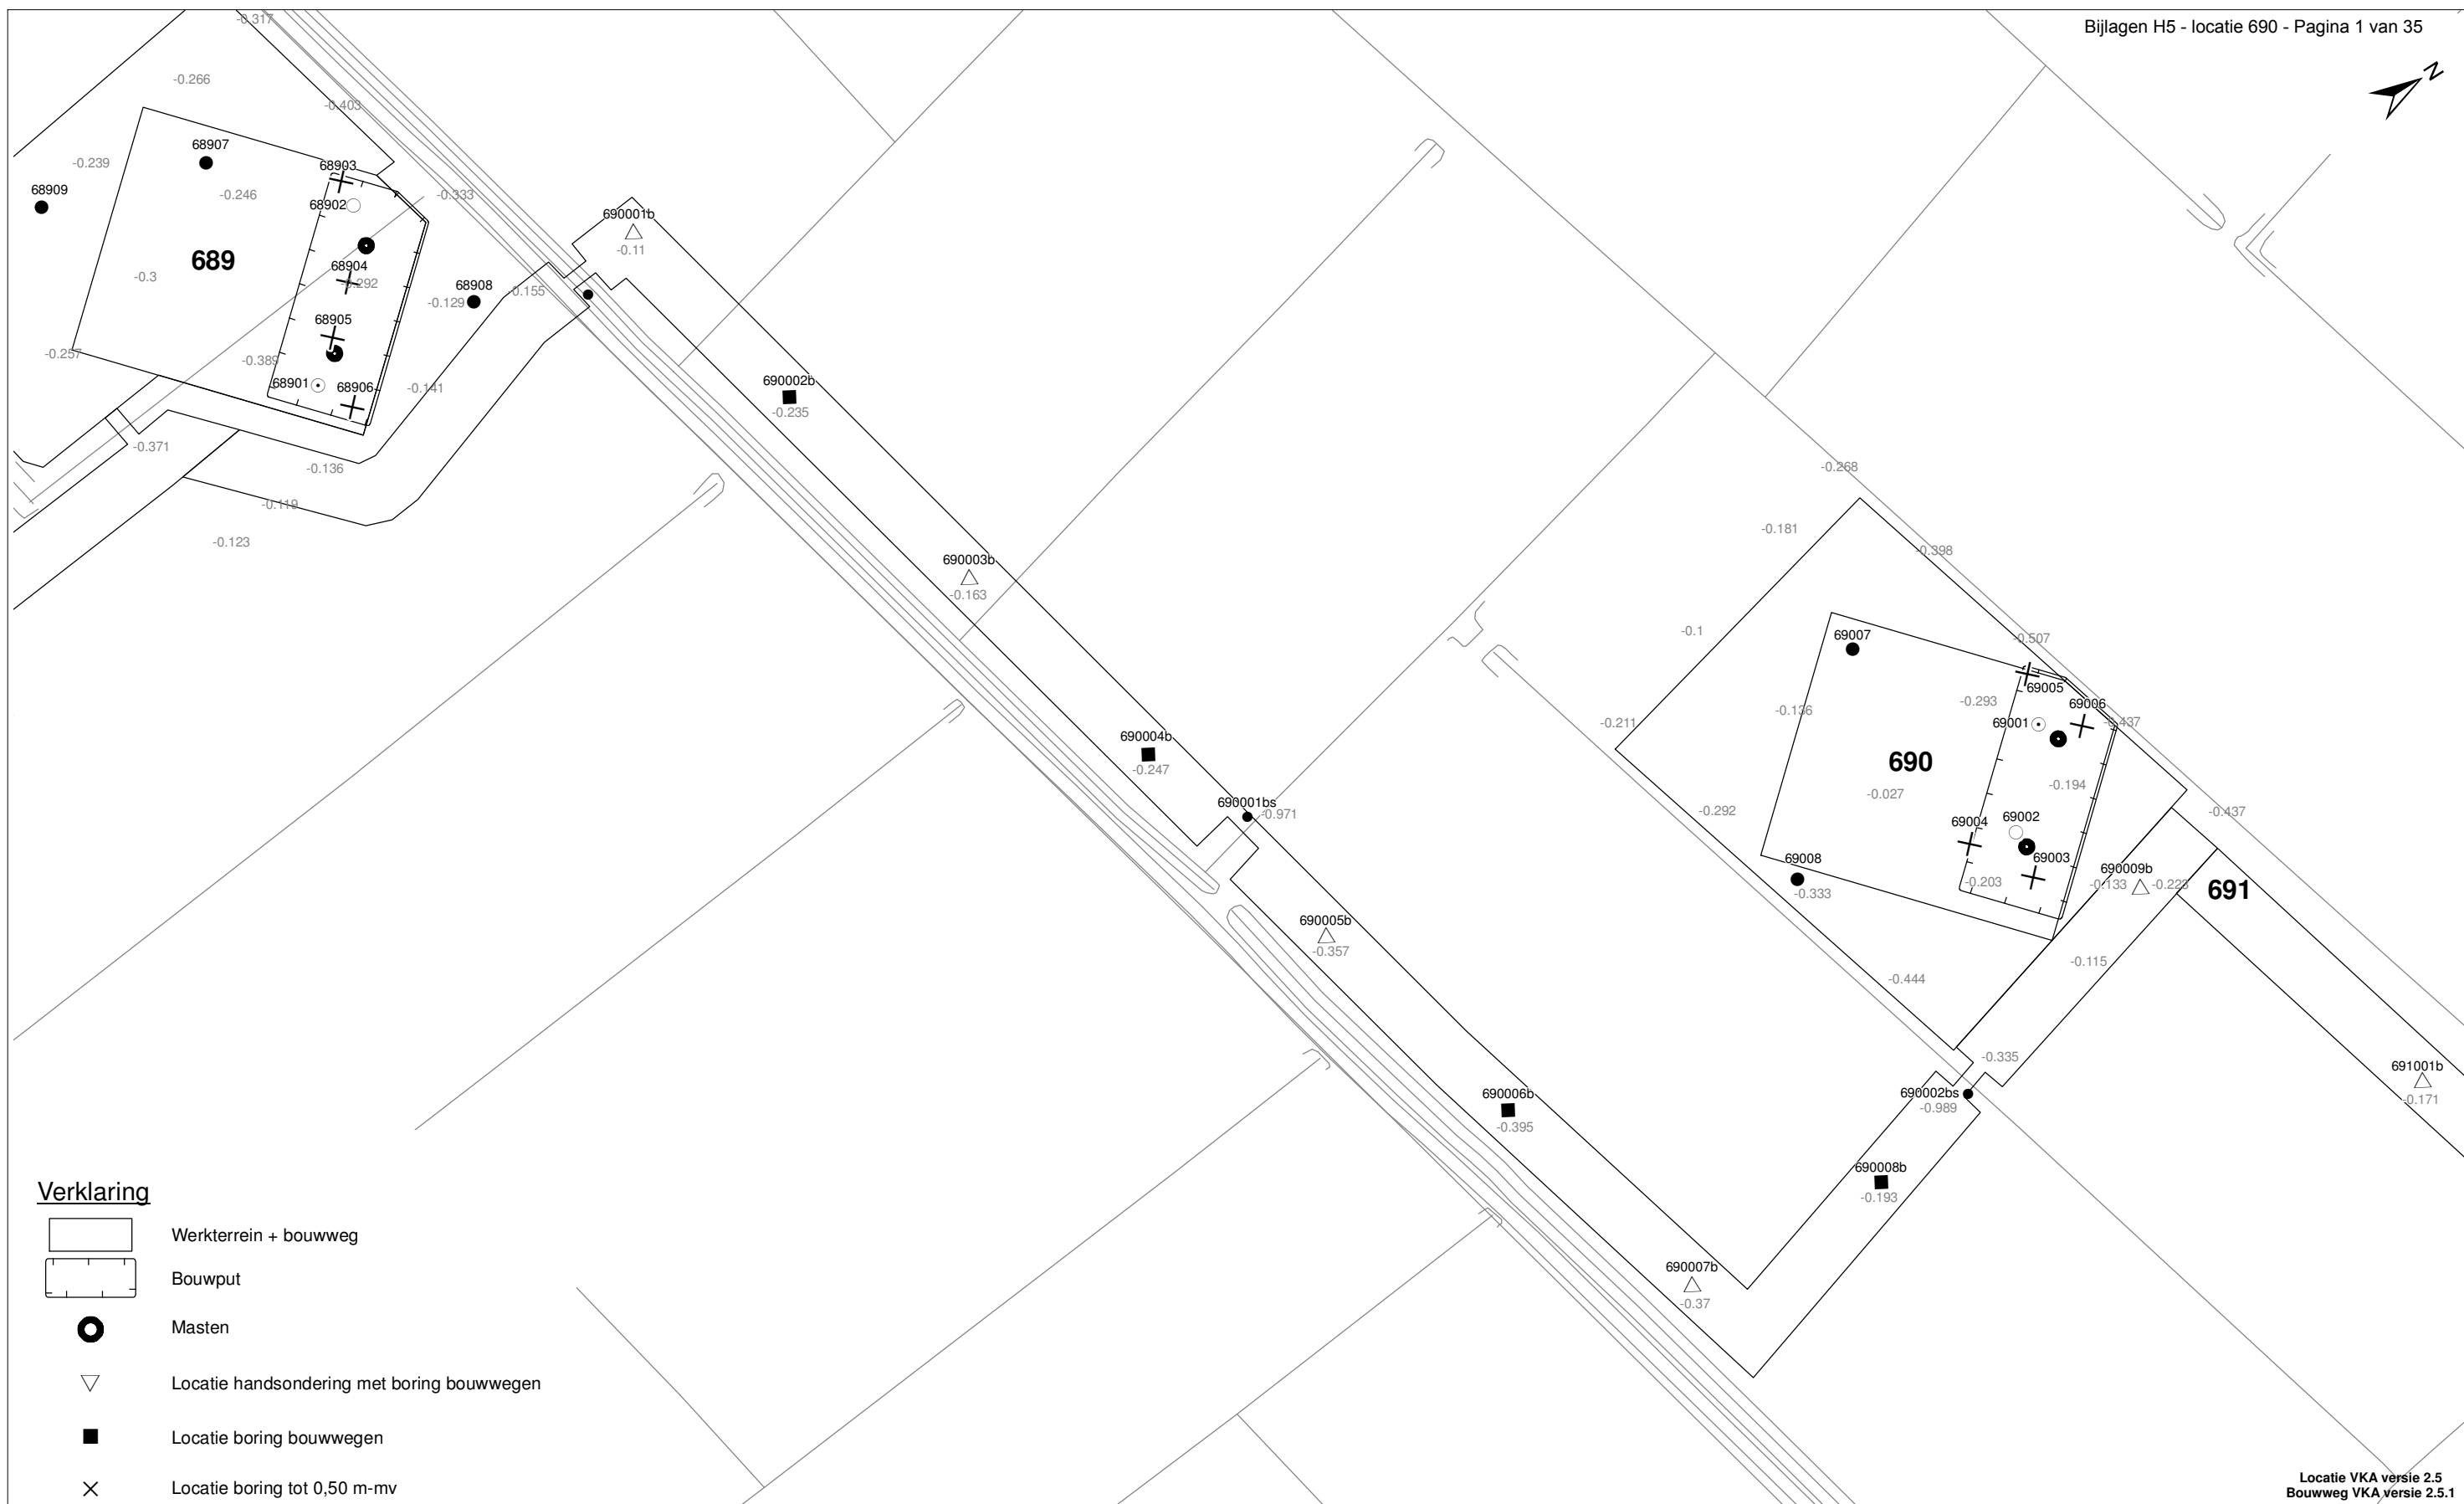 Bijlagen H5 - locatie 690 - Pagina 1 van 35
N
-0.317
-0.266
-0.403
68907
-0.239
68903
68909
-0.246
-0.333
68902
690001b
-0.11
689
68904
-0.292
-0.3
68908
-0.129
-0.155
68905
-0.257
-0.389
68901
68906
-0.141
690002b
-0.235
-0.371
-0.136
-0.119
-0.123
-0.268
-0.181
-0.398
690003b
-0.163
-0.1
69007
-0.507
69005
-0.293
-0.136
69006
-0.211
69001
-0.437
690004b
-0.247
690
-0.194
-0.027
690001bs
-0.971
-0.292
-0.437
69002
69004
69003
69008
-0.333
-0.203
690009b
-0.133
-0.223
691
690005b
-0.357
-0.115
-0.444
-0.335
690002bs
-0.989
691001b
-0.171
690006b
-0.395
690008b
-0.193
690007b
-0.37
Verklaring
Werkterrein + bouwweg
Bouwput
Masten
Locatie handsondering met boring bouwwegen
Locatie boring bouwwegen
Locatie boring tot 0,50 m-mv
Locatie VKA versie 2.5
Bouwweg VKA versie 2.5.1